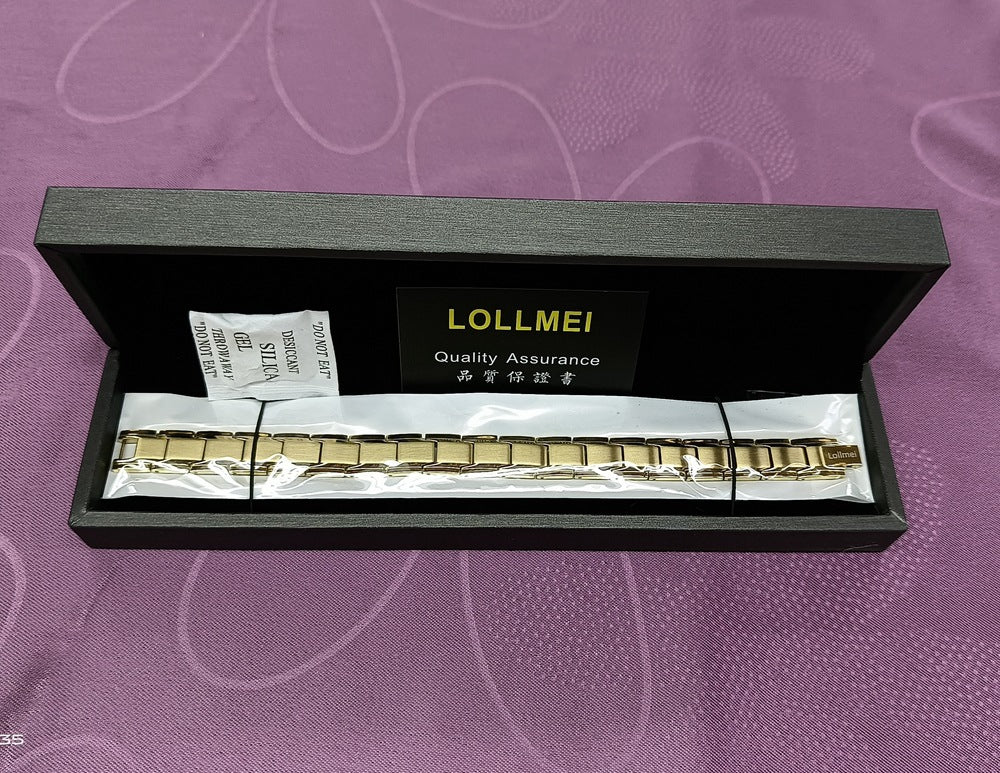 LOLLMEI
Quality Assurance
品質保證書
"DO NOT EAT"
DESICCANT
SILICA
GEL
THROW AWAY
"DO NOT EAT"
Lollmei
35